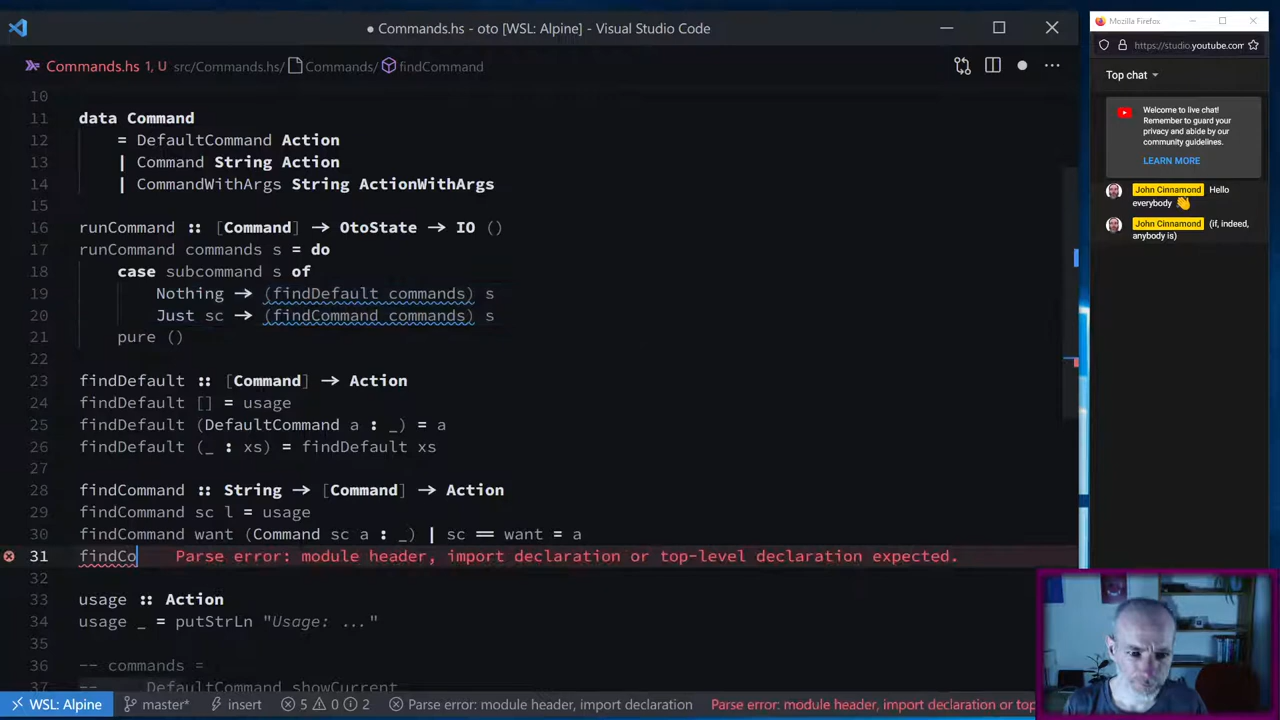 ● Commands.hs - oto [WSL: Alpine] - Visual Studio Code
Commands.hs 1, U src/Commands.hs/ Commands/ findCommand
10
11 data Command
12 = DefaultCommand Action
13 | Command String Action
14 | CommandWithArgs String ActionWithArgs
15
16 runCommand :: [Command] → OtoState → IO ()
17 runCommand commands s = do
18 case subcommand s of
19 Nothing → (findDefault commands) s
20 Just sc → (findCommand commands) s
21 pure ()
22
23 findDefault :: [Command] → Action
24 findDefault [] = usage
25 findDefault (DefaultCommand a : _) = a
26 findDefault (_ : xs) = findDefault xs
27
28 findCommand :: String → [Command] → Action
29 findCommand sc l = usage
30 findCommand want (Command sc a : _) | sc == want = a
31 findCo Parse error: module header, import declaration or top-level declaration expected.
32
33 usage :: Action
34 usage _ = putStrLn "Usage: ..."
35
36 -- commands =
37 -- DefaultCommand showCurrent
WSL: Alpine master* insert 5 0 2 Parse error: module header, import declaration Parse error: module header, import declaration or top
Mozilla Firefox
https://studio.youtube.com
Top chat
Welcome to live chat!
Remember to guard your
privacy and abide by our
community guidelines.
LEARN MORE
John Cinnamond Hello
everybody 👋
John Cinnamond (if, indeed,
anybody is)